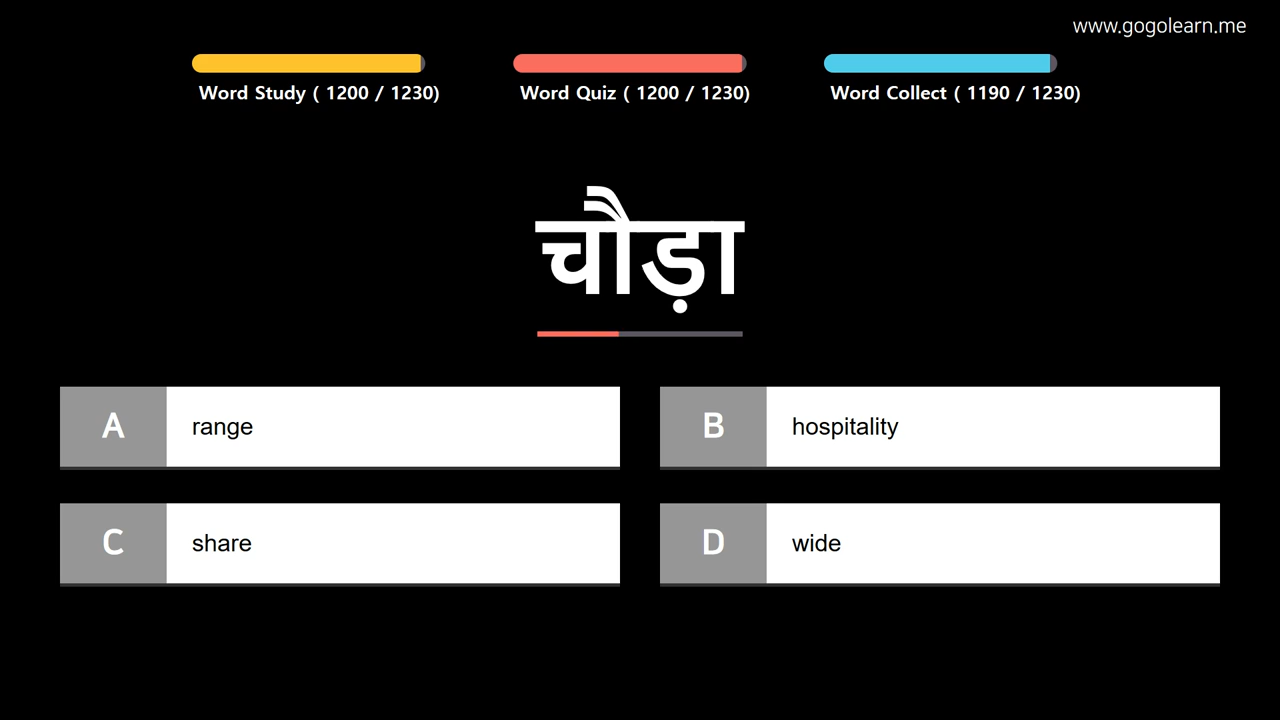 www.gogolearn.me
Word Study ( 1200 / 1230)
Word Quiz ( 1200 / 1230)
Word Collect ( 1190 / 1230)
चौड़ा
A range
B hospitality
C share
D wide